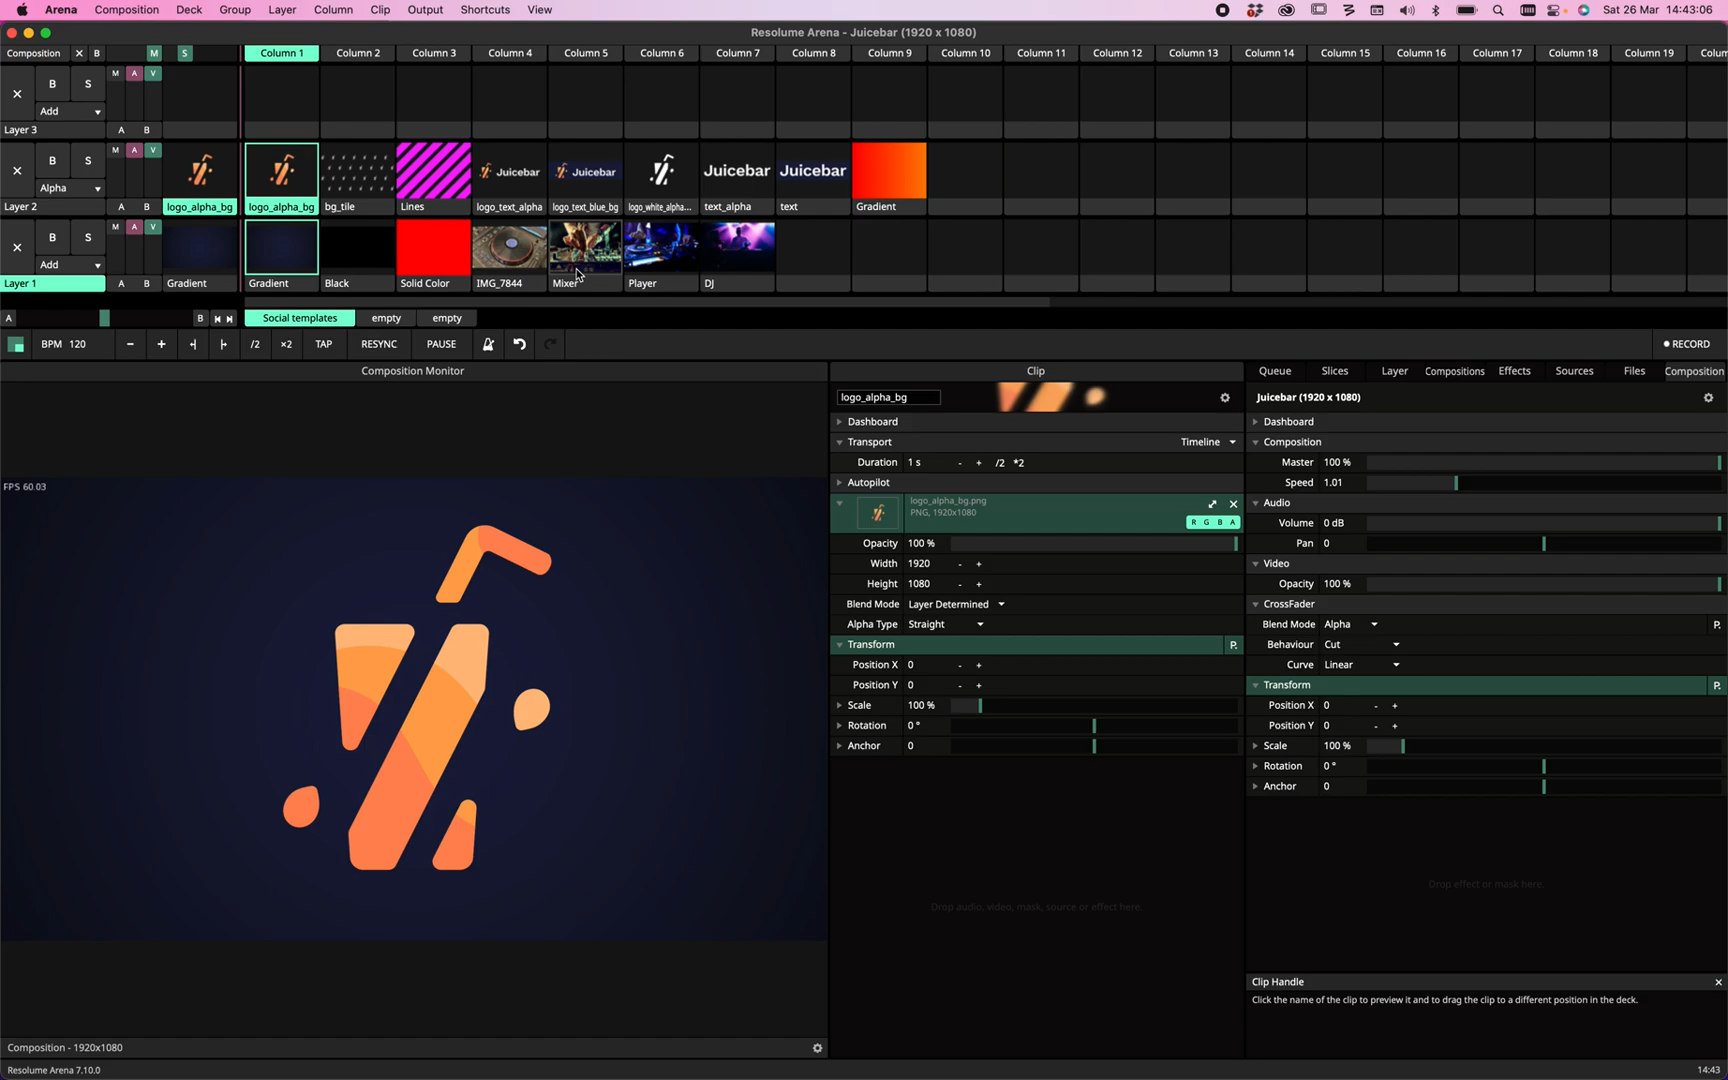 Arena Composition Deck Group Layer Column Clip Output Shortcuts View Sat 26 Mar 14:43:06
Resolume Arena - Juicebar (1920 x 1080)
Composition × B M S Column 1 Column 2 Column 3 Column 4 Column 5 Column 6 Column 7 Column 8 Column 9 Column 10 Column 11 Column 12 Column 13 Column 14 Column 15 Column 16 Column 17 Column 18 Column 19 Colum
M A V
× B S
Add
Layer 3 A B
M A V
× B S Juicebar Juicebar Juicebar Juicebar
Alpha
Layer 2 A B logo_alpha_bg logo_alpha_bg bg_tile Lines logo_text_alpha logo_text_blue_bg logo_white_alpha... text_alpha text Gradient
M A V
× B S
Add
Layer 1 A B Gradient Gradient Black Solid Color IMG_7844 Mixer Player DJ
A B Social templates empty empty
BPM 120 - + /2 ×2 TAP RESYNC PAUSE RECORD
Composition Monitor
FPS 60.03
Composition - 1920x1080
Clip
logo_alpha_bg
Dashboard
Transport Timeline
Duration 1 s - + /2 *2
Autopilot
logo_alpha_bg.png
PNG, 1920x1080
R G B A
Opacity 100 %
Width 1920 - +
Height 1080 - +
Blend Mode Layer Determined
Alpha Type Straight
Transform P.
Position X 0 - +
Position Y 0 - +
Scale 100 %
Rotation 0 °
Anchor 0
Drop audio, video, mask, source or effect here.
Queue Slices Layer Compositions Effects Sources Files Composition
Juicebar (1920 x 1080)
Dashboard
Composition
Master 100 %
Speed 1.01
Audio
Volume 0 dB
Pan 0
Video
Opacity 100 %
CrossFader
Blend Mode Alpha P.
Behaviour Cut
Curve Linear
Transform P.
Position X 0 - +
Position Y 0 - +
Scale 100 %
Rotation 0 °
Anchor 0
Drop effect or mask here.
Clip Handle ×
Click the name of the clip to preview it and to drag the clip to a different position in the deck.
Resolume Arena 7.10.0 14:43